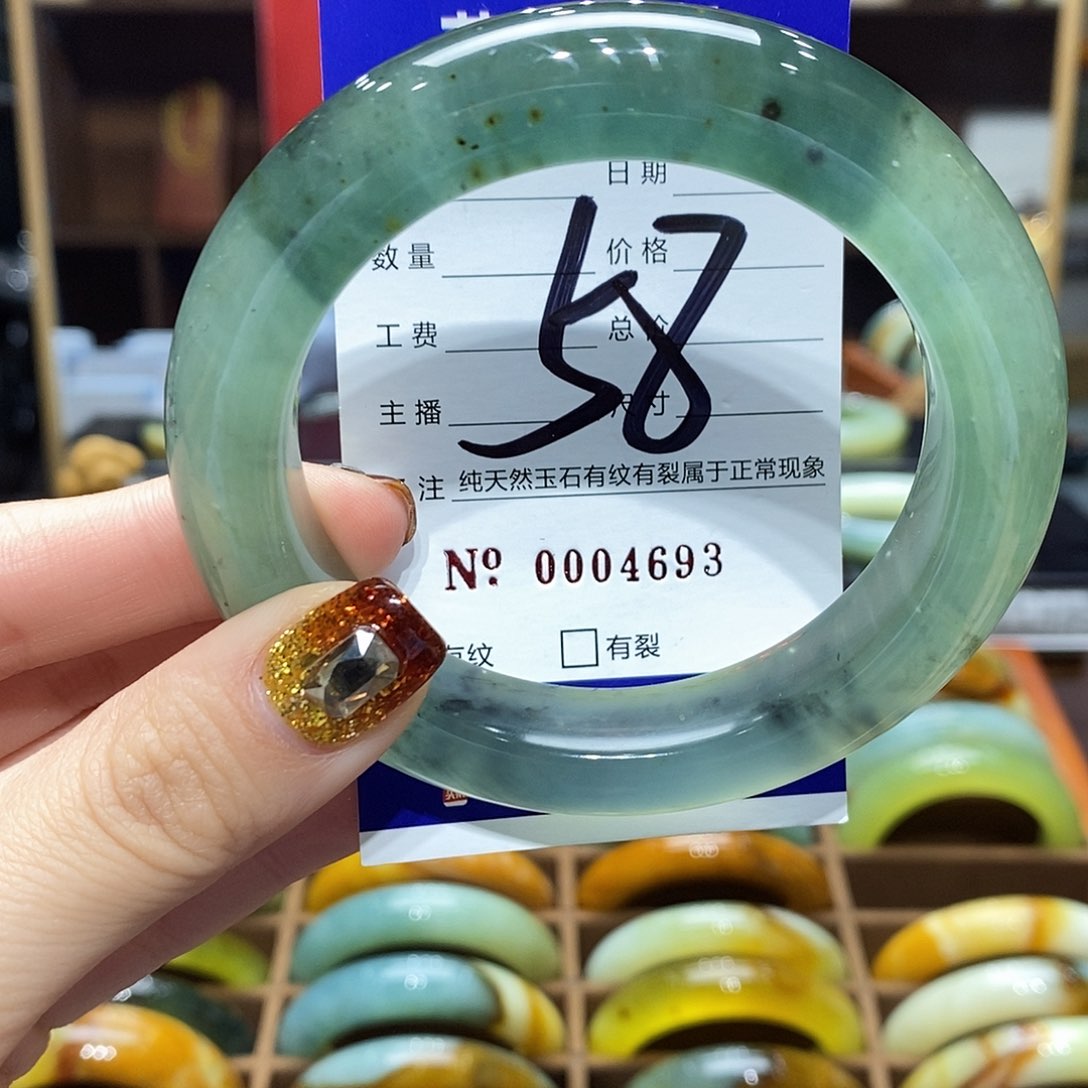 日期
数量 价格
工费 总价
主播 尺寸
58
注 纯天然玉石有纹有裂属于正常现象
Nº 0004693
有纹 有裂